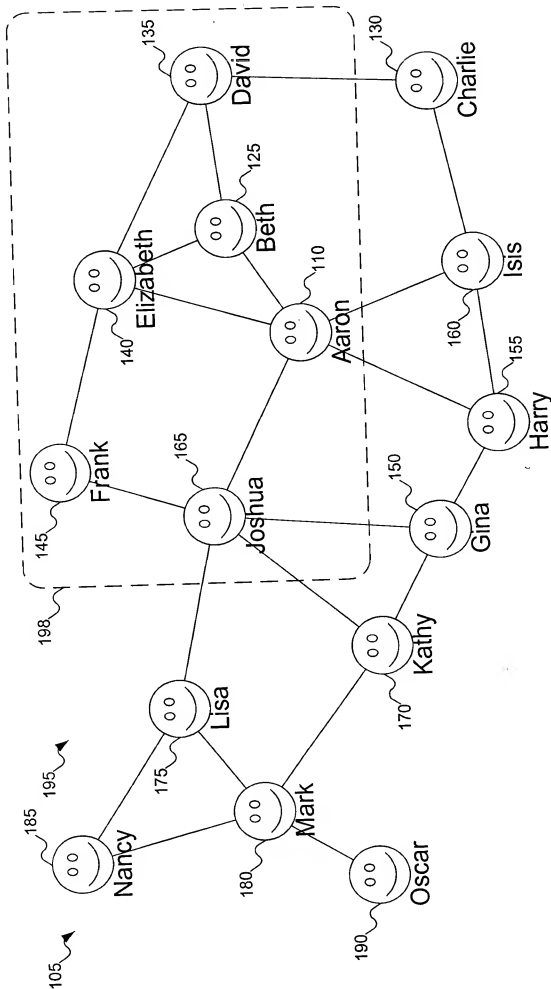 105
195
185
Nancy
175
Lisa
180
Mark
190
Oscar
198
145
Frank
165
Joshua
170
Kathy
150
Gina
155
Harry
140
Elizabeth
110
Aaron
125
Beth
160
Isis
135
David
130
Charlie